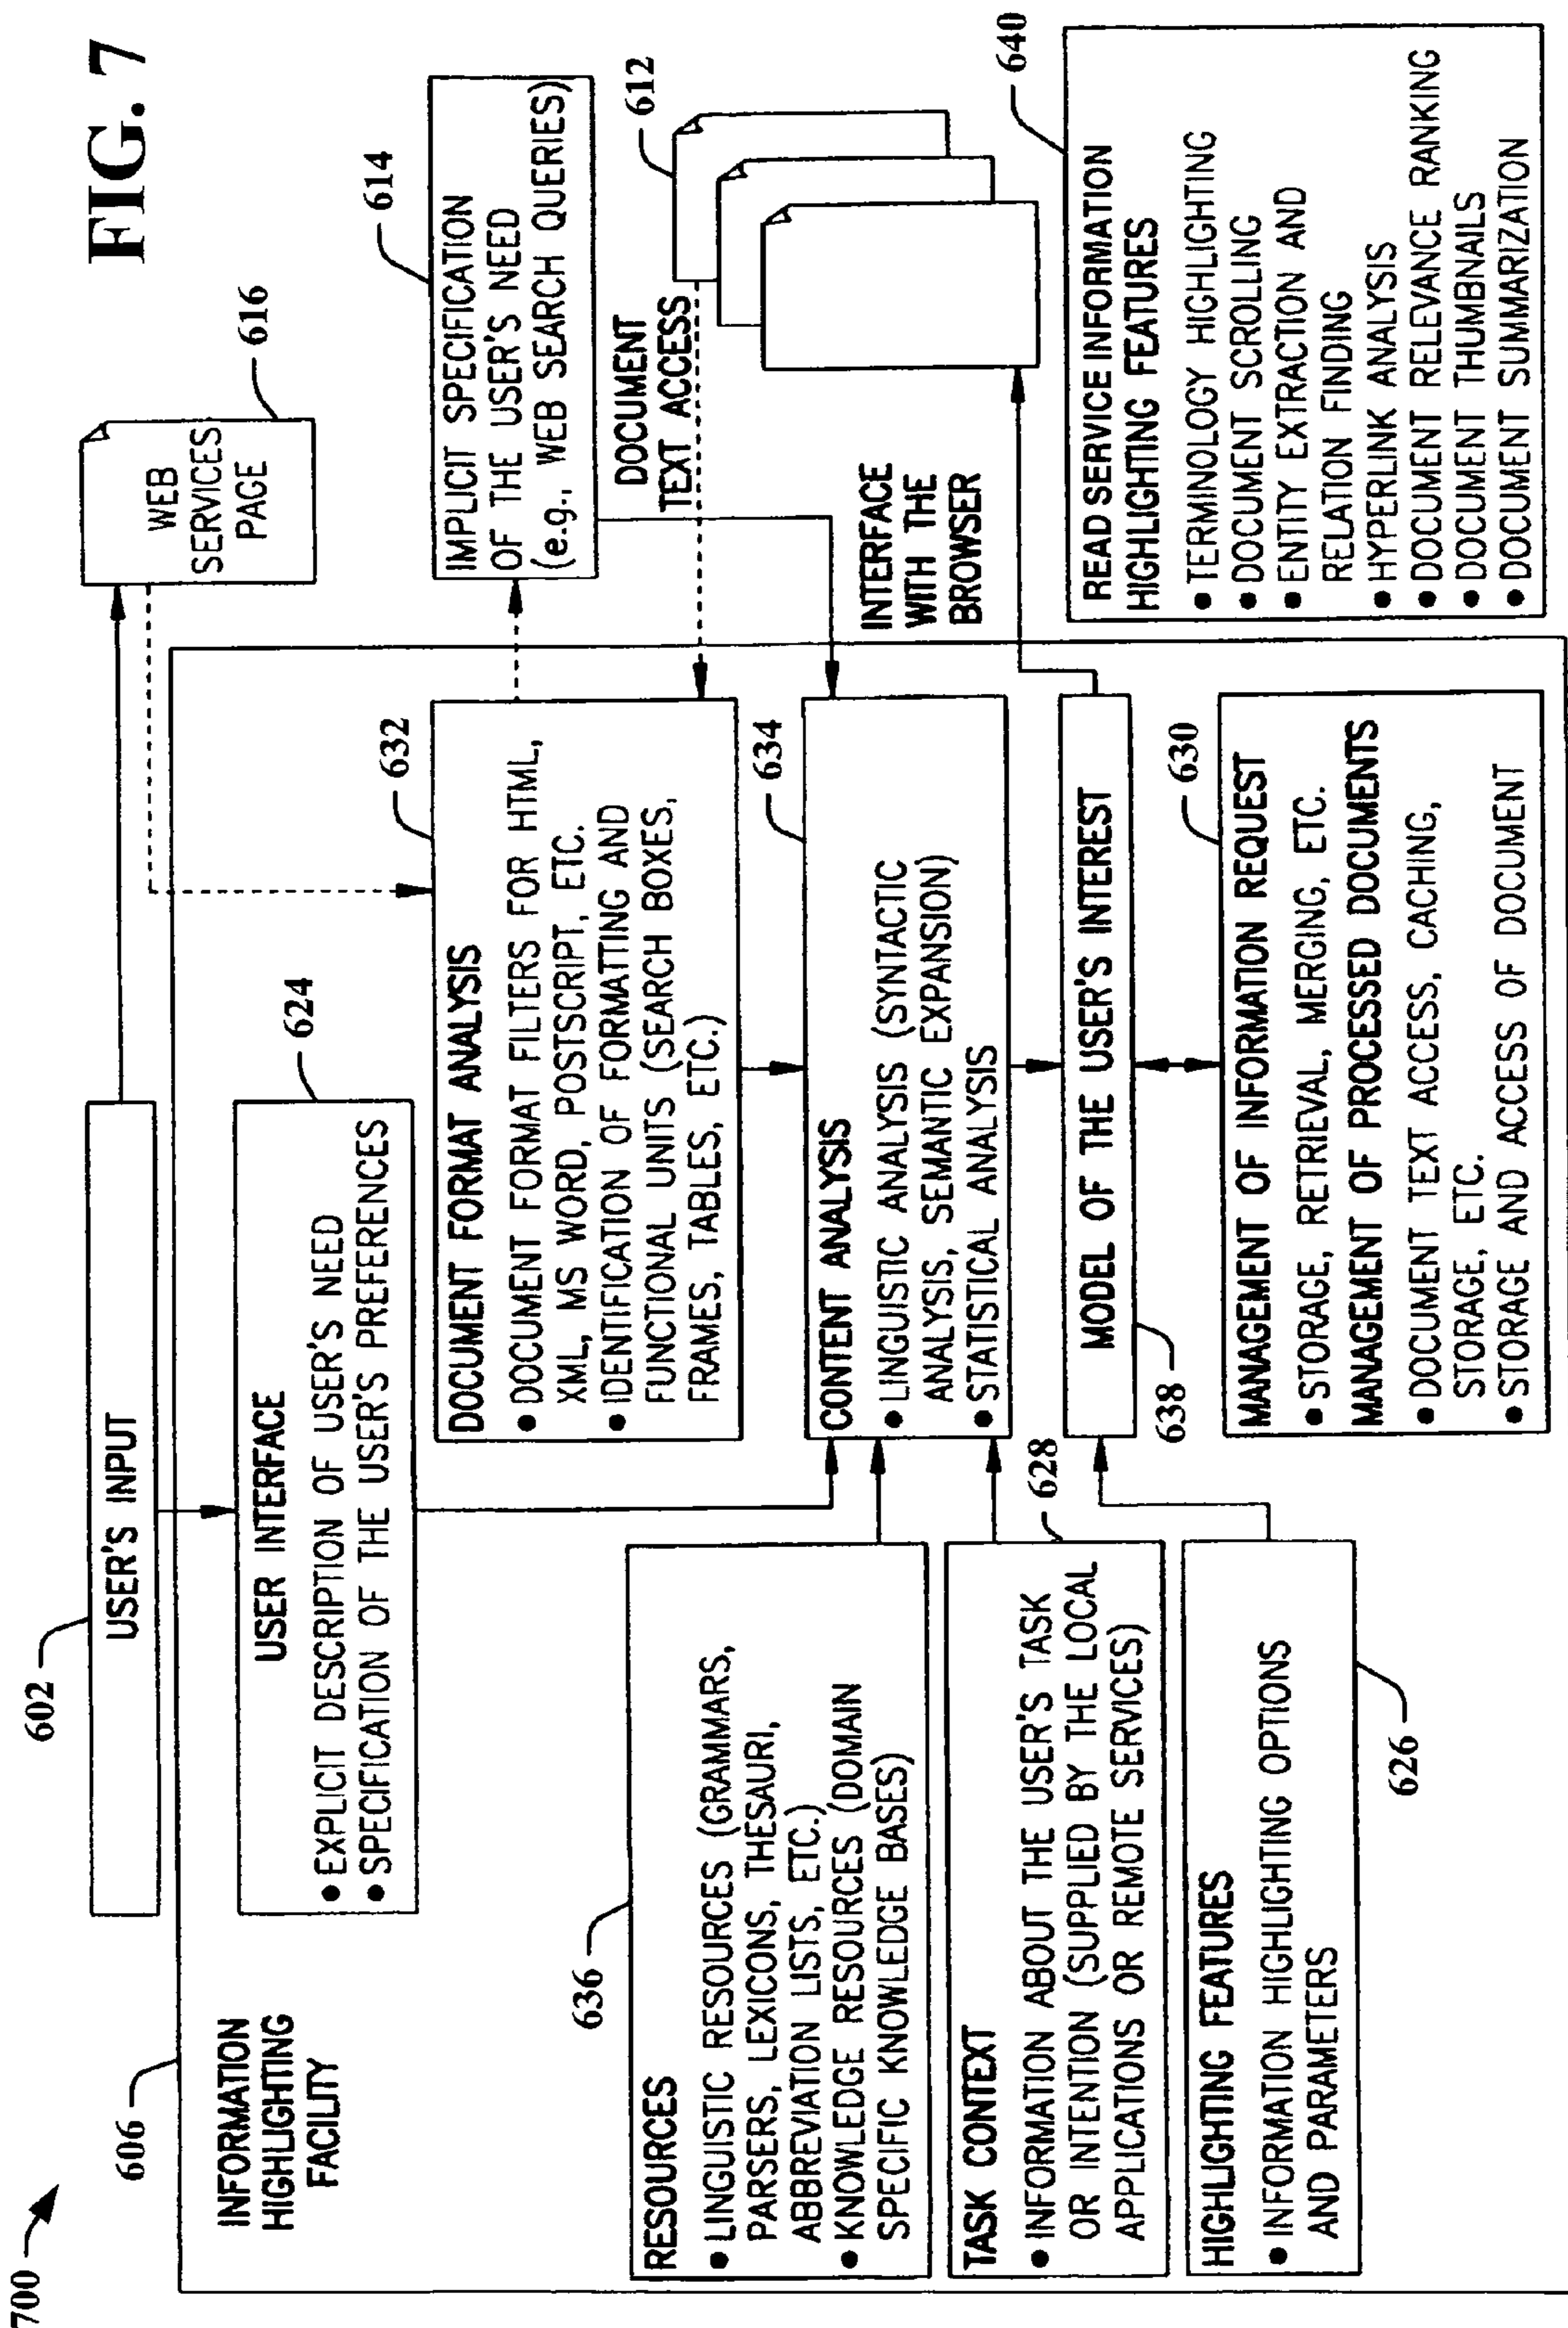 700
FIG. 7
602
USER'S INPUT
WEB
SERVICES
PAGE
616
606
INFORMATION
HIGHLIGHTING
FACILITY
624
USER INTERFACE
● EXPLICIT DESCRIPTION OF USER'S NEED
● SPECIFICATION OF THE USER'S PREFERENCES
632
DOCUMENT FORMAT ANALYSIS
● DOCUMENT FORMAT FILTERS FOR HTML,
XML, MS WORD, POSTSCRIPT, ETC.
● IDENTIFICATION OF FORMATTING AND
FUNCTIONAL UNITS (SEARCH BOXES,
FRAMES, TABLES, ETC.)
614
IMPLICIT SPECIFICATION
OF THE USER'S NEED
(e.g., WEB SEARCH QUERIES)
DOCUMENT
TEXT ACCESS
612
636
RESOURCES
● LINGUISTIC RESOURCES (GRAMMARS,
PARSERS, LEXICONS, THESAURI,
ABBREVIATION LISTS, ETC.)
● KNOWLEDGE RESOURCES (DOMAIN
SPECIFIC KNOWLEDGE BASES)
634
CONTENT ANALYSIS
● LINGUISTIC ANALYSIS (SYNTACTIC
ANALYSIS, SEMANTIC EXPANSION)
● STATISTICAL ANALYSIS
INTERFACE
WITH THE
BROWSER
TASK CONTEXT
628
● INFORMATION ABOUT THE USER'S TASK
OR INTENTION (SUPPLIED BY THE LOCAL
APPLICATIONS OR REMOTE SERVICES)
MODEL OF THE USER'S INTEREST
638
640
READ SERVICE INFORMATION
HIGHLIGHTING FEATURES
● TERMINOLOGY HIGHLIGHTING
● DOCUMENT SCROLLING
● ENTITY EXTRACTION AND
RELATION FINDING
● HYPERLINK ANALYSIS
● DOCUMENT RELEVANCE RANKING
● DOCUMENT THUMBNAILS
● DOCUMENT SUMMARIZATION
HIGHLIGHTING FEATURES
● INFORMATION HIGHLIGHTING OPTIONS
AND PARAMETERS
626
630
MANAGEMENT OF INFORMATION REQUEST
● STORAGE, RETRIEVAL, MERGING, ETC.
MANAGEMENT OF PROCESSED DOCUMENTS
● DOCUMENT TEXT ACCESS, CACHING,
STORAGE, ETC.
● STORAGE AND ACCESS OF DOCUMENT